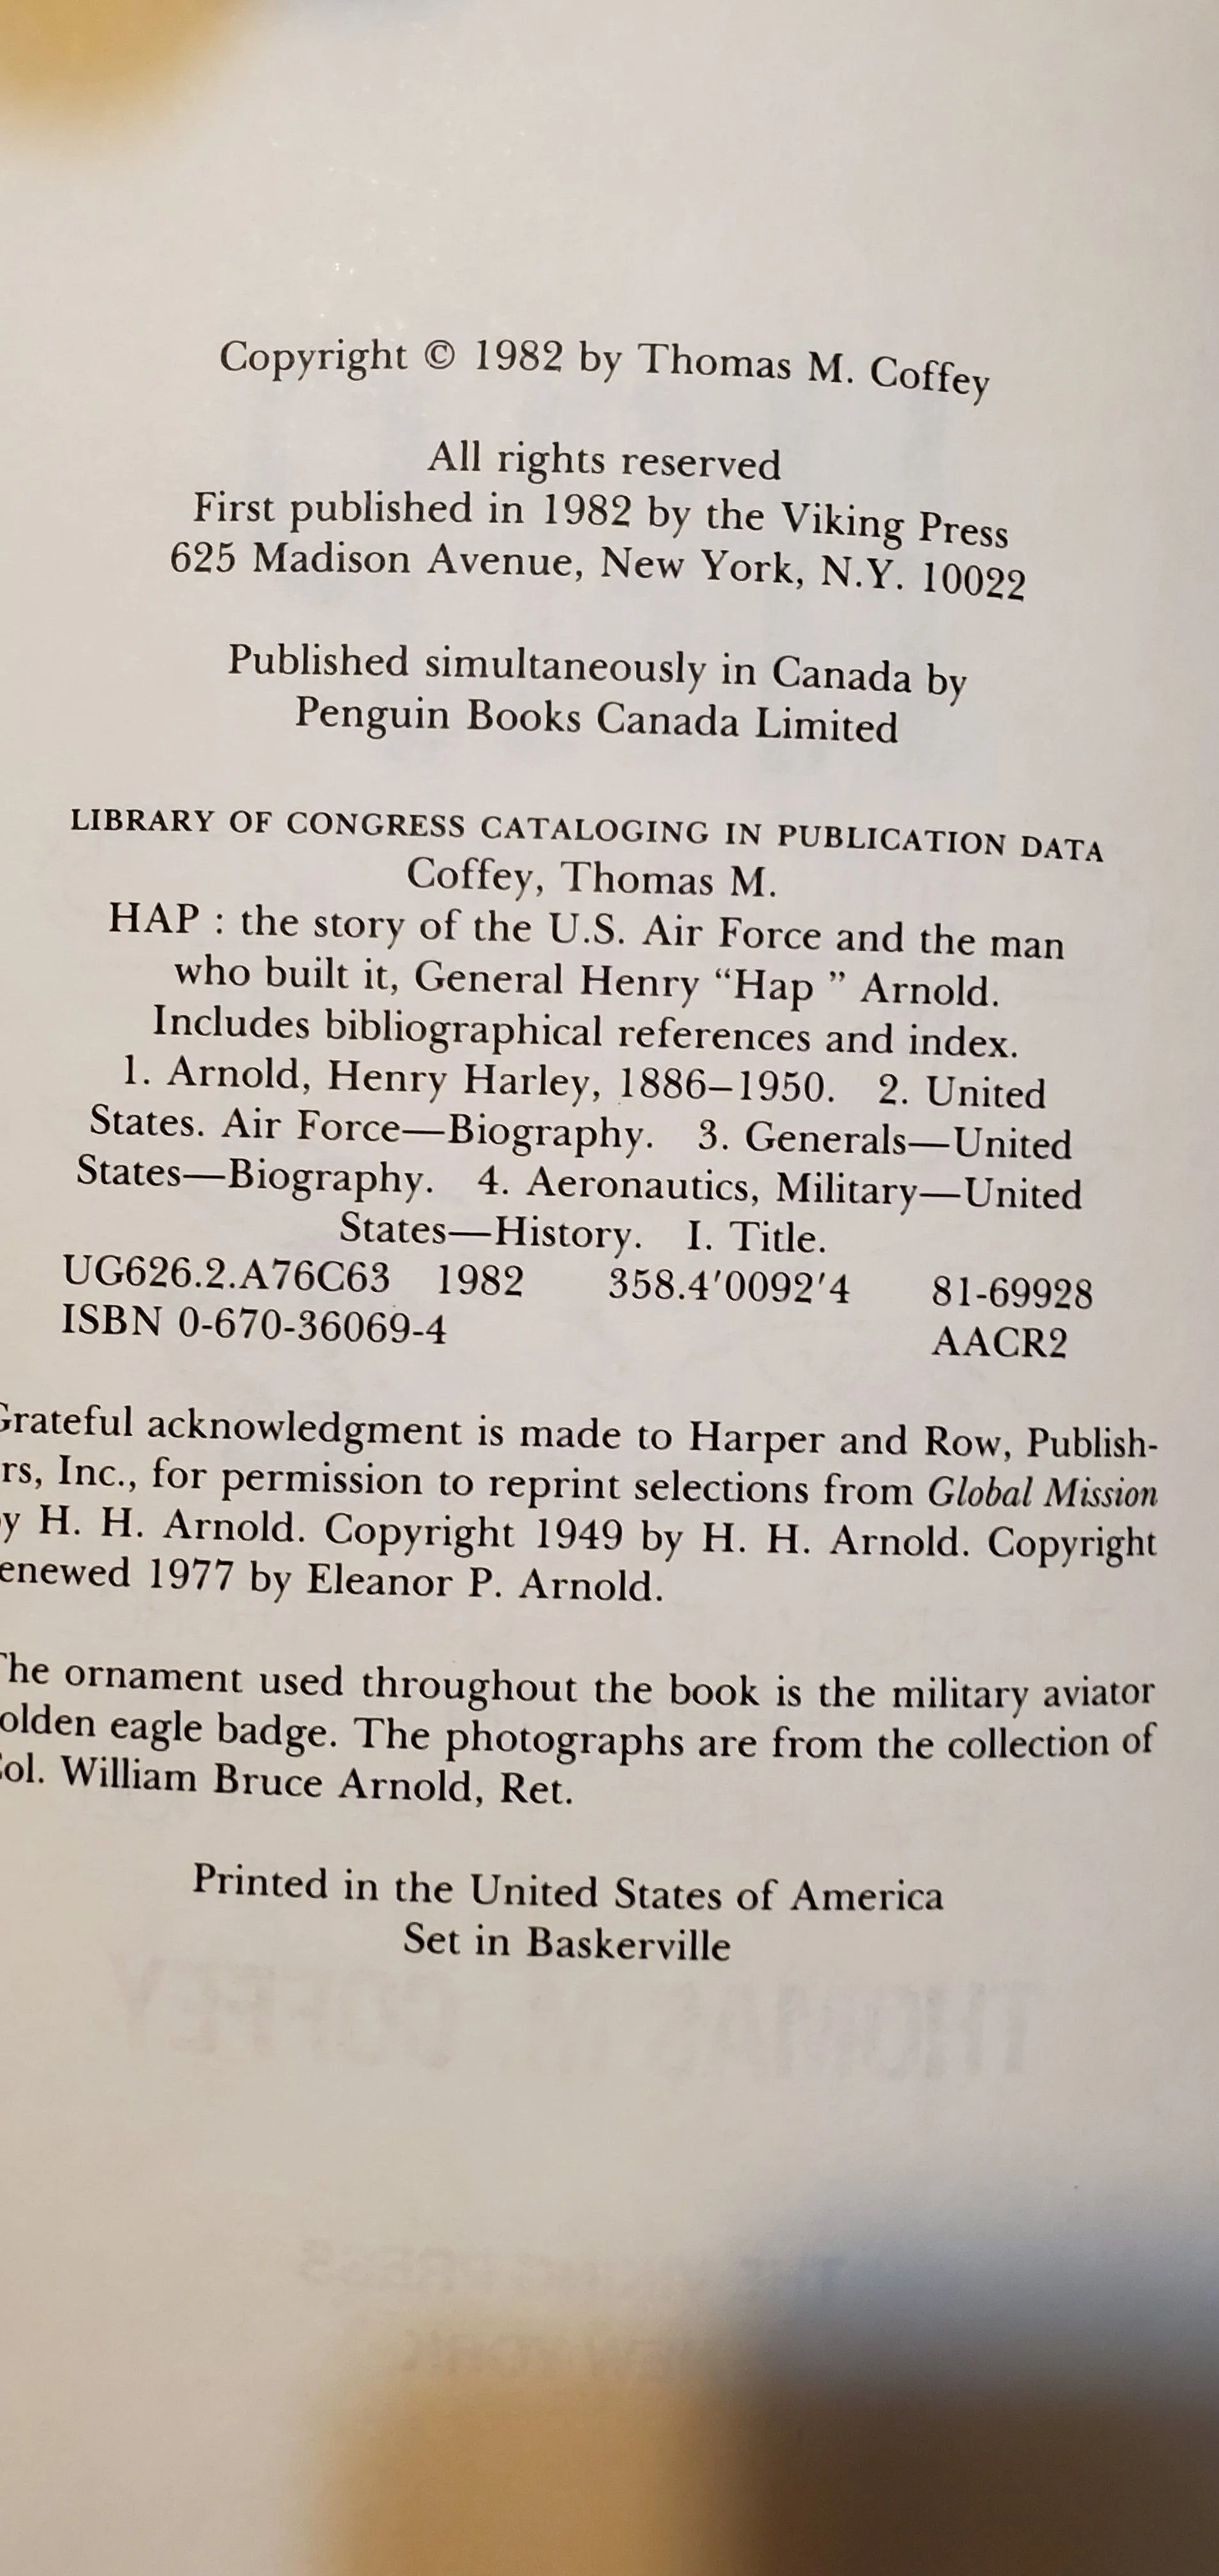 Copyright © 1982 by Thomas M. Coffey
All rights reserved
First published in 1982 by the Viking Press
625 Madison Avenue, New York, N.Y. 10022
Published simultaneously in Canada by
Penguin Books Canada Limited
LIBRARY OF CONGRESS CATALOGING IN PUBLICATION DATA
Coffey, Thomas M.
HAP : the story of the U.S. Air Force and the man
who built it, General Henry “Hap ” Arnold.
Includes bibliographical references and index.
1. Arnold, Henry Harley, 1886–1950. 2. United
States. Air Force—Biography. 3. Generals—United
States—Biography. 4. Aeronautics, Military—United
States—History. I. Title.
UG626.2.A76C63 1982 358.4′0092′4 81-69928
ISBN 0-670-36069-4 AACR2
Grateful acknowledgment is made to Harper and Row, Publish-
rs, Inc., for permission to reprint selections from Global Mission
y H. H. Arnold. Copyright 1949 by H. H. Arnold. Copyright
enewed 1977 by Eleanor P. Arnold.
The ornament used throughout the book is the military aviator
olden eagle badge. The photographs are from the collection of
Col. William Bruce Arnold, Ret.
Printed in the United States of America
Set in Baskerville
THOMAS M. COFFEY